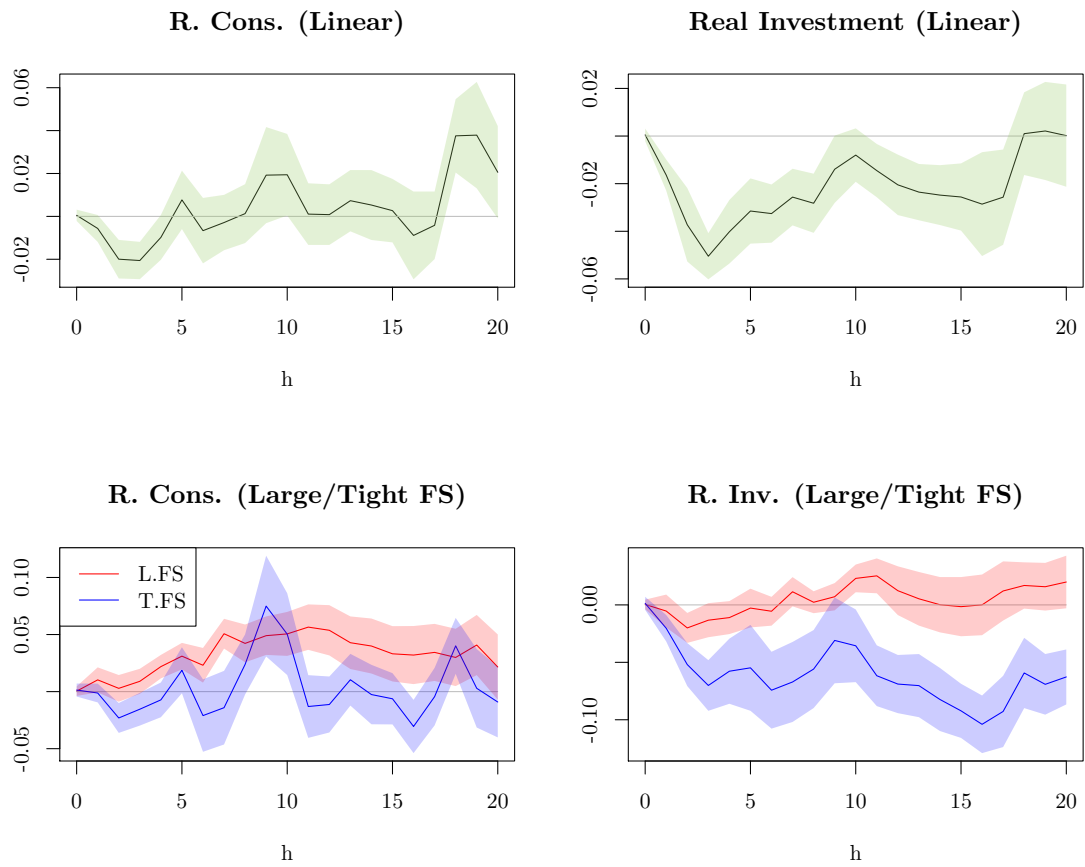 R. Cons. (Linear)
0.06
0.02
-0.02
0 5 10 15 20
h
Real Investment (Linear)
0.02
-0.02
-0.06
0 5 10 15 20
h
R. Cons. (Large/Tight FS)
0.10
0.05
-0.05
L.FS
T.FS
0 5 10 15 20
h
R. Inv. (Large/Tight FS)
0.00
-0.10
0 5 10 15 20
h